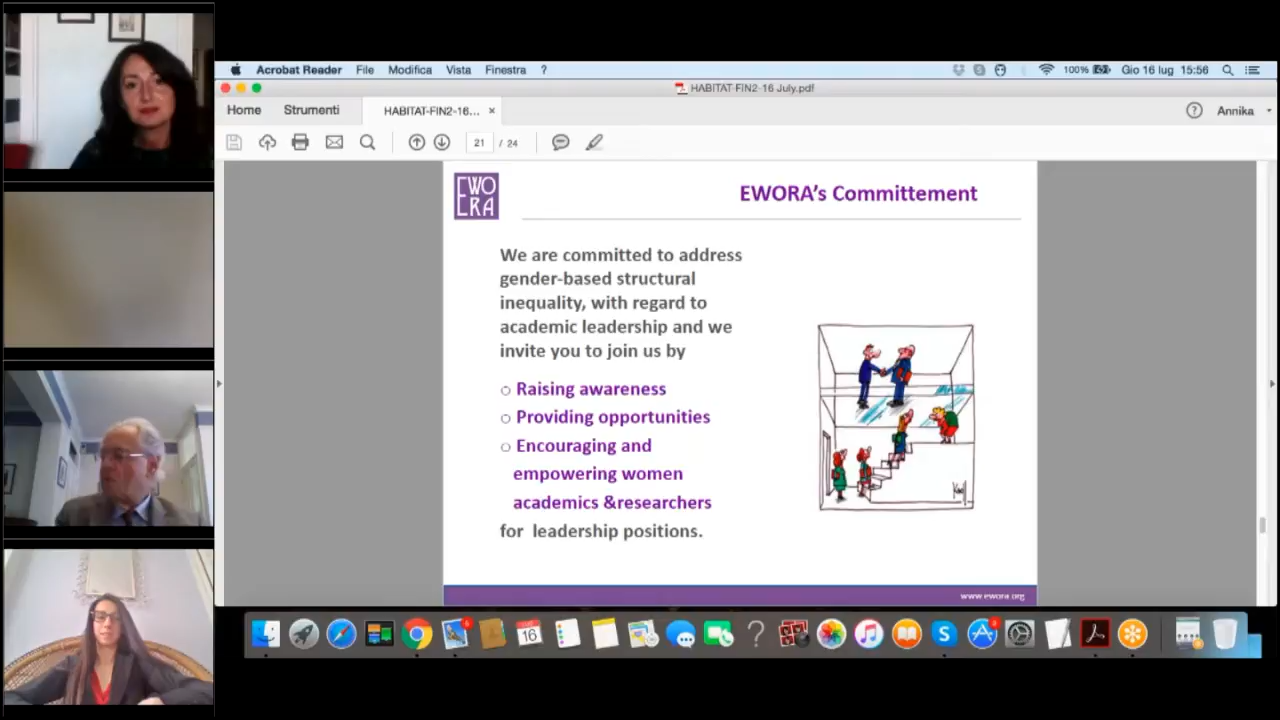 Acrobat Reader File Modifica Vista Finestra ? 100% Gio 16 lug 15:56
HABITAT-FIN2-16 July.pdf
Home Strumenti HABITAT-FIN2-16... × ? Annika
21 / 24
EWO
ERA
EWORA's Committement
We are committed to address
gender-based structural
inequality, with regard to
academic leadership and we
invite you to join us by
Raising awareness
Providing opportunities
Encouraging and
empowering women
academics &researchers
for leadership positions.
www.ewora.org
16